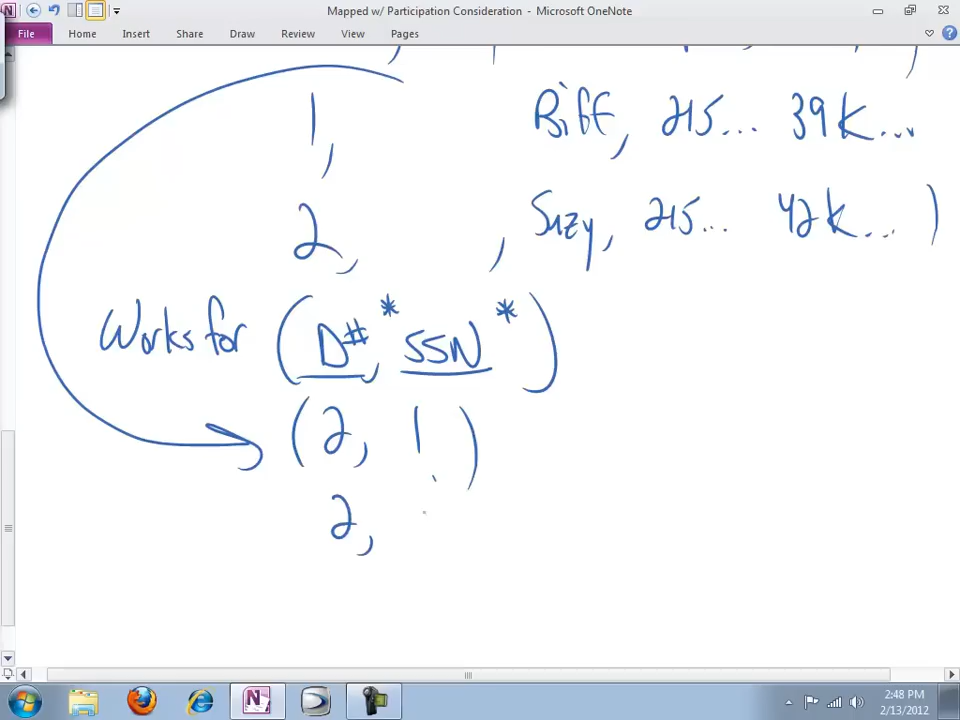 Mapped w/ Participation Consideration - Microsoft OneNote
File Home Insert Share Draw Review View Pages
1, Biff, 215... 39K...
2, , Suzy, 215... 42K... )
Works for (D#*, SSN*)
(2, 1)
2,
2:48 PM
2/13/2012